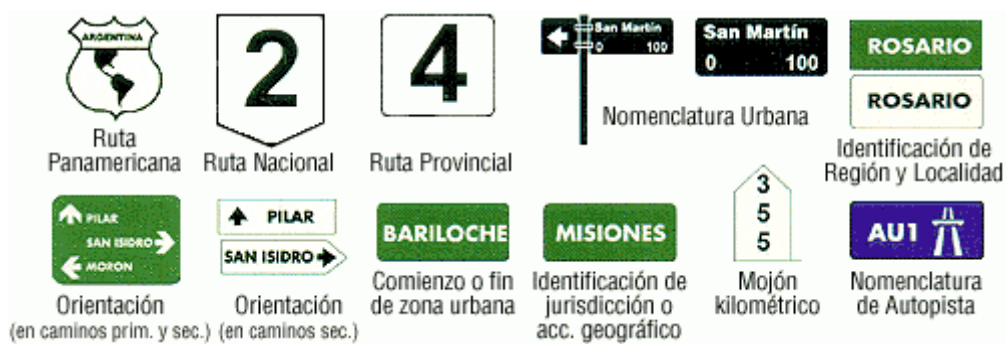 ARGENTINA
Ruta
Panamericana
2
Ruta Nacional
4
Ruta Provincial
San Martín
0 100
San Martín
0 100
Nomenclatura Urbana
ROSARIO
ROSARIO
Identificación de
Región y Localidad
PILAR
SAN ISIDRO
MORON
Orientación
(en caminos prim. y sec.)
PILAR
SAN ISIDRO
Orientación
(en caminos sec.)
BARILOCHE
Comienzo o fin
de zona urbana
MISIONES
Identificación de
jurisdicción o
acc. geográfico
3
5
5
Mojón
kilométrico
AU1
Nomenclatura
de Autopista